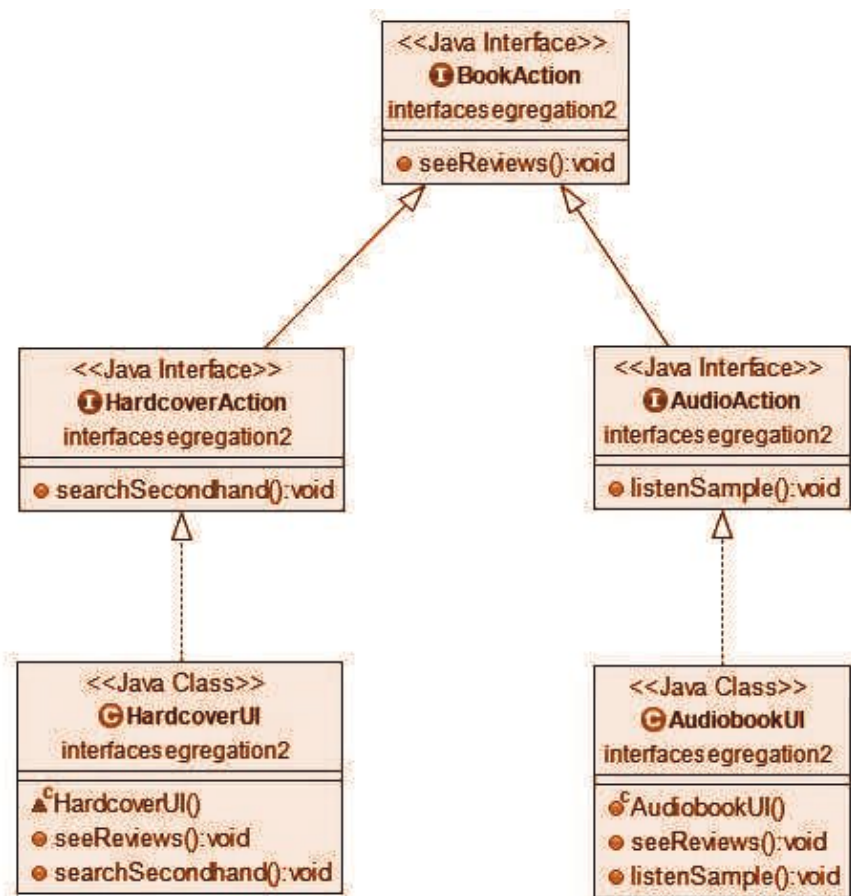 <<Java Interface>>
BookAction
interfacesegregation2
seeReviews():void
<<Java Interface>>
HardcoverAction
interfacesegregation2
searchSecondhand():void
<<Java Interface>>
AudioAction
interfacesegregation2
listenSample():void
<<Java Class>>
HardcoverUI
interfacesegregation2
HardcoverUI()
seeReviews():void
searchSecondhand():void
<<Java Class>>
AudiobookUI
interfacesegregation2
AudiobookUI()
seeReviews():void
listenSample():void